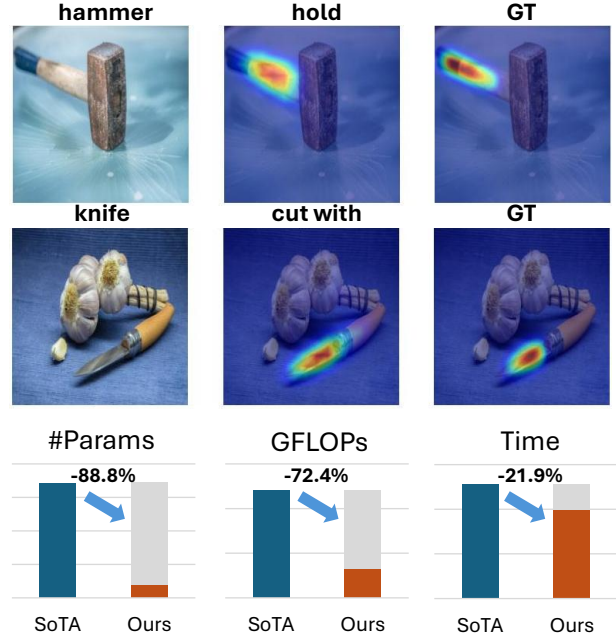 hammer hold GT
knife cut with GT
#Params GFLOPs Time
-88.8% -72.4% -21.9%
SoTA Ours SoTA Ours SoTA Ours